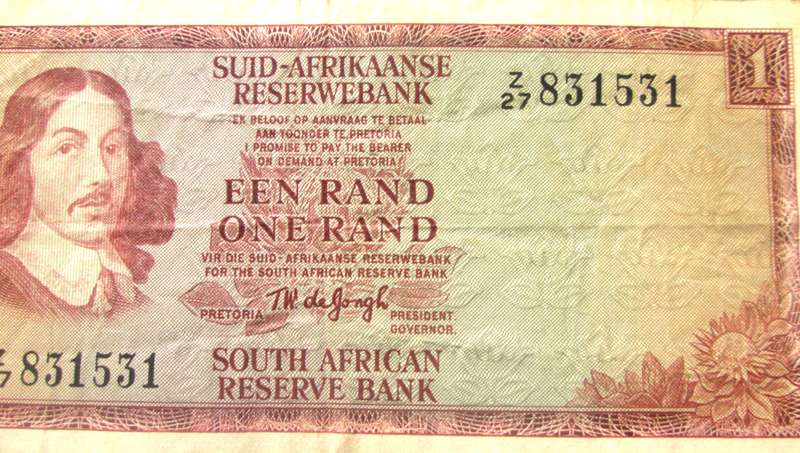 SUID-AFRIKAANSE
RESERWEBANK
Z/27 831531
1
EK BELOOF OP AANVRAAG TE BETAAL
AAN TOONDER TE PRETORIA
I PROMISE TO PAY THE BEARER
ON DEMAND AT PRETORIA
EEN RAND
ONE RAND
VIR DIE SUID-AFRIKAANSE RESERWEBANK
FOR THE SOUTH AFRICAN RESERVE BANK
TW de Jongh
PRETORIA PRESIDENT
GOVERNOR.
831531
SOUTH AFRICAN
RESERVE BANK